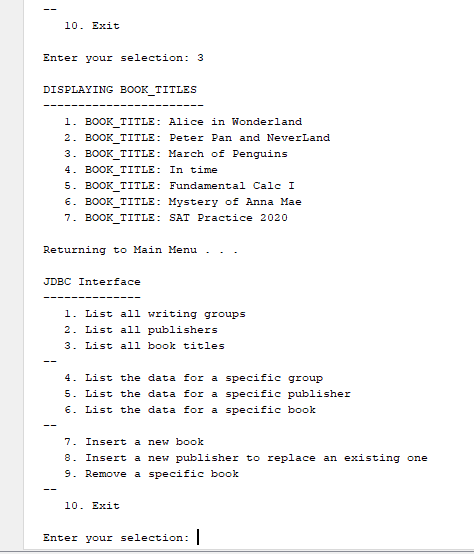 --
10. Exit
Enter your selection: 3
DISPLAYING BOOK_TITLES
-----------------------
1. BOOK_TITLE: Alice in Wonderland
2. BOOK_TITLE: Peter Pan and NeverLand
3. BOOK_TITLE: March of Penguins
4. BOOK_TITLE: In time
5. BOOK_TITLE: Fundamental Calc I
6. BOOK_TITLE: Mystery of Anna Mae
7. BOOK_TITLE: SAT Practice 2020
Returning to Main Menu . . .
JDBC Interface
--------------
1. List all writing groups
2. List all publishers
3. List all book titles
--
4. List the data for a specific group
5. List the data for a specific publisher
6. List the data for a specific book
--
7. Insert a new book
8. Insert a new publisher to replace an existing one
9. Remove a specific book
--
10. Exit
Enter your selection: